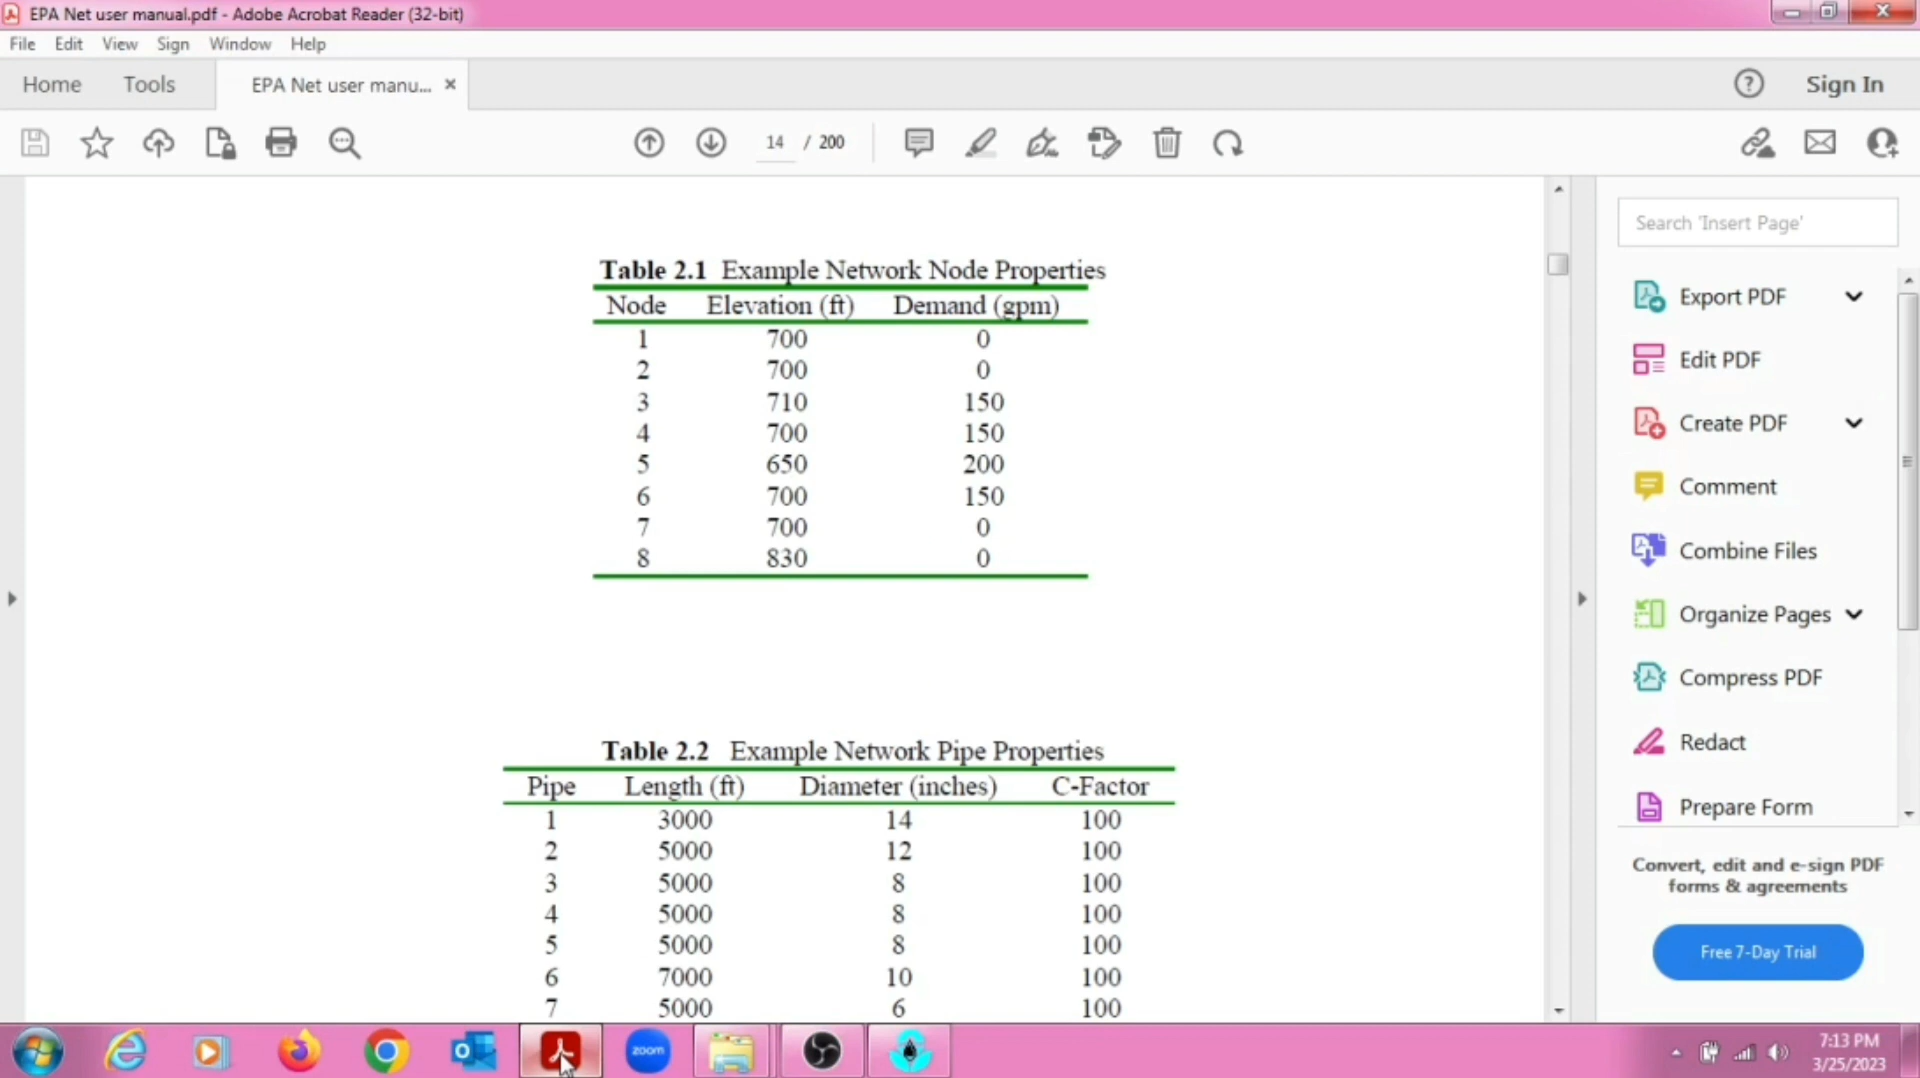 EPA Net user manual.pdf - Adobe Acrobat Reader (32-bit)
File Edit View Sign Window Help
Home Tools EPA Net user manu... × Sign In
14 / 200
Search 'Insert Page'
Table 2.1 Example Network Node Properties
Node Elevation (ft) Demand (gpm)
1 700 0
2 700 0
3 710 150
4 700 150
5 650 200
6 700 150
7 700 0
8 830 0
Table 2.2 Example Network Pipe Properties
Pipe Length (ft) Diameter (inches) C-Factor
1 3000 14 100
2 5000 12 100
3 5000 8 100
4 5000 8 100
5 5000 8 100
6 7000 10 100
7 5000 6 100
Export PDF
Edit PDF
Create PDF
Comment
Combine Files
Organize Pages
Compress PDF
Redact
Prepare Form
Convert, edit and e-sign PDF
forms & agreements
Free 7-Day Trial
zoom
7:13 PM
3/25/2023